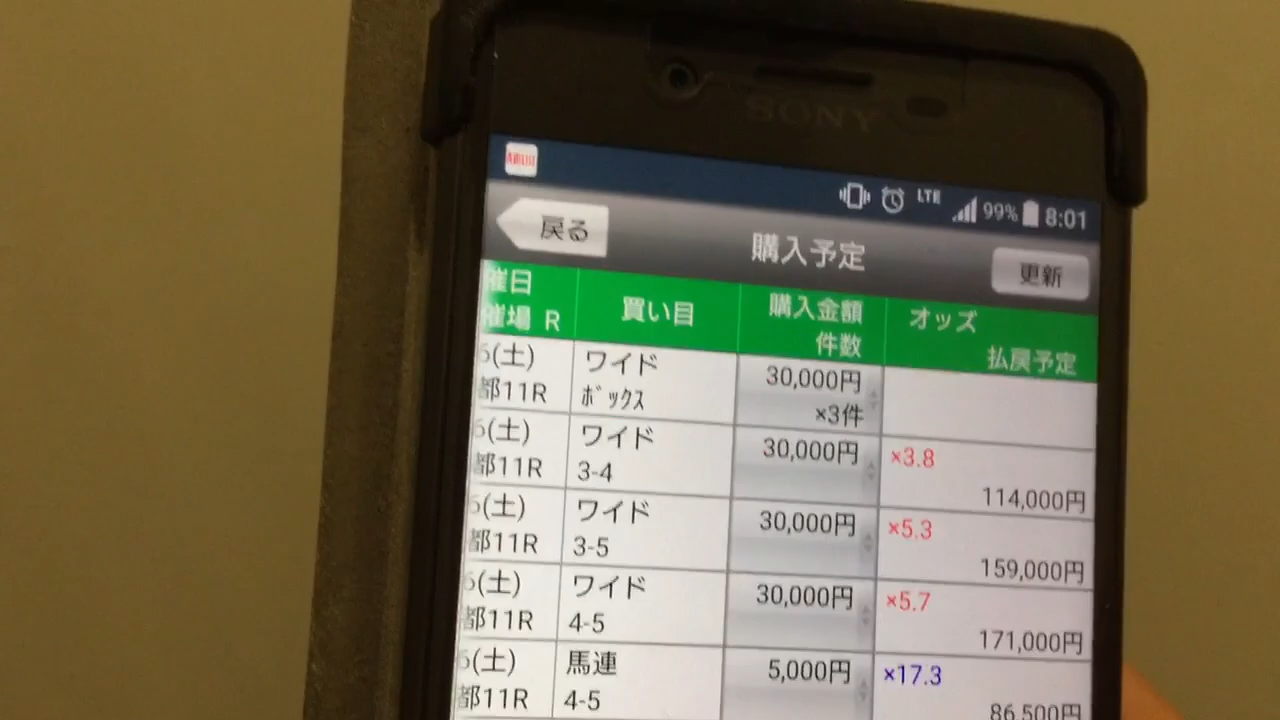 SONY
LTE 99% 8:01
戻る 購入予定 更新
催日 買い目 購入金額 オッズ
催場 R 件数 払戻予定
6(土) ワイド 30,000円
都11R ボックス ×3件
6(土) ワイド 30,000円 ×3.8
都11R 3-4 114,000円
6(土) ワイド 30,000円 ×5.3
都11R 3-5 159,000円
6(土) ワイド 30,000円 ×5.7
都11R 4-5 171,000円
6(土) 馬連 5,000円 ×17.3
都11R 4-5 86,500円